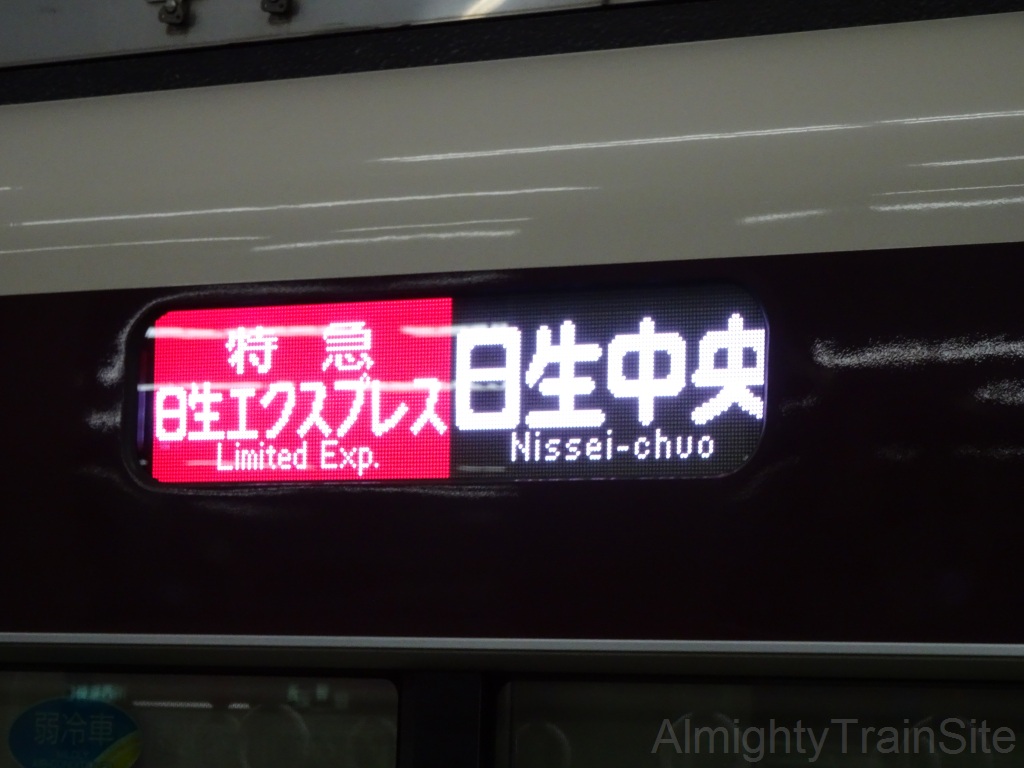 特急
日生エクスプレス
Limited Exp.
日生中央
Nissei-chuo
弱冷車
AlmightyTrainSite